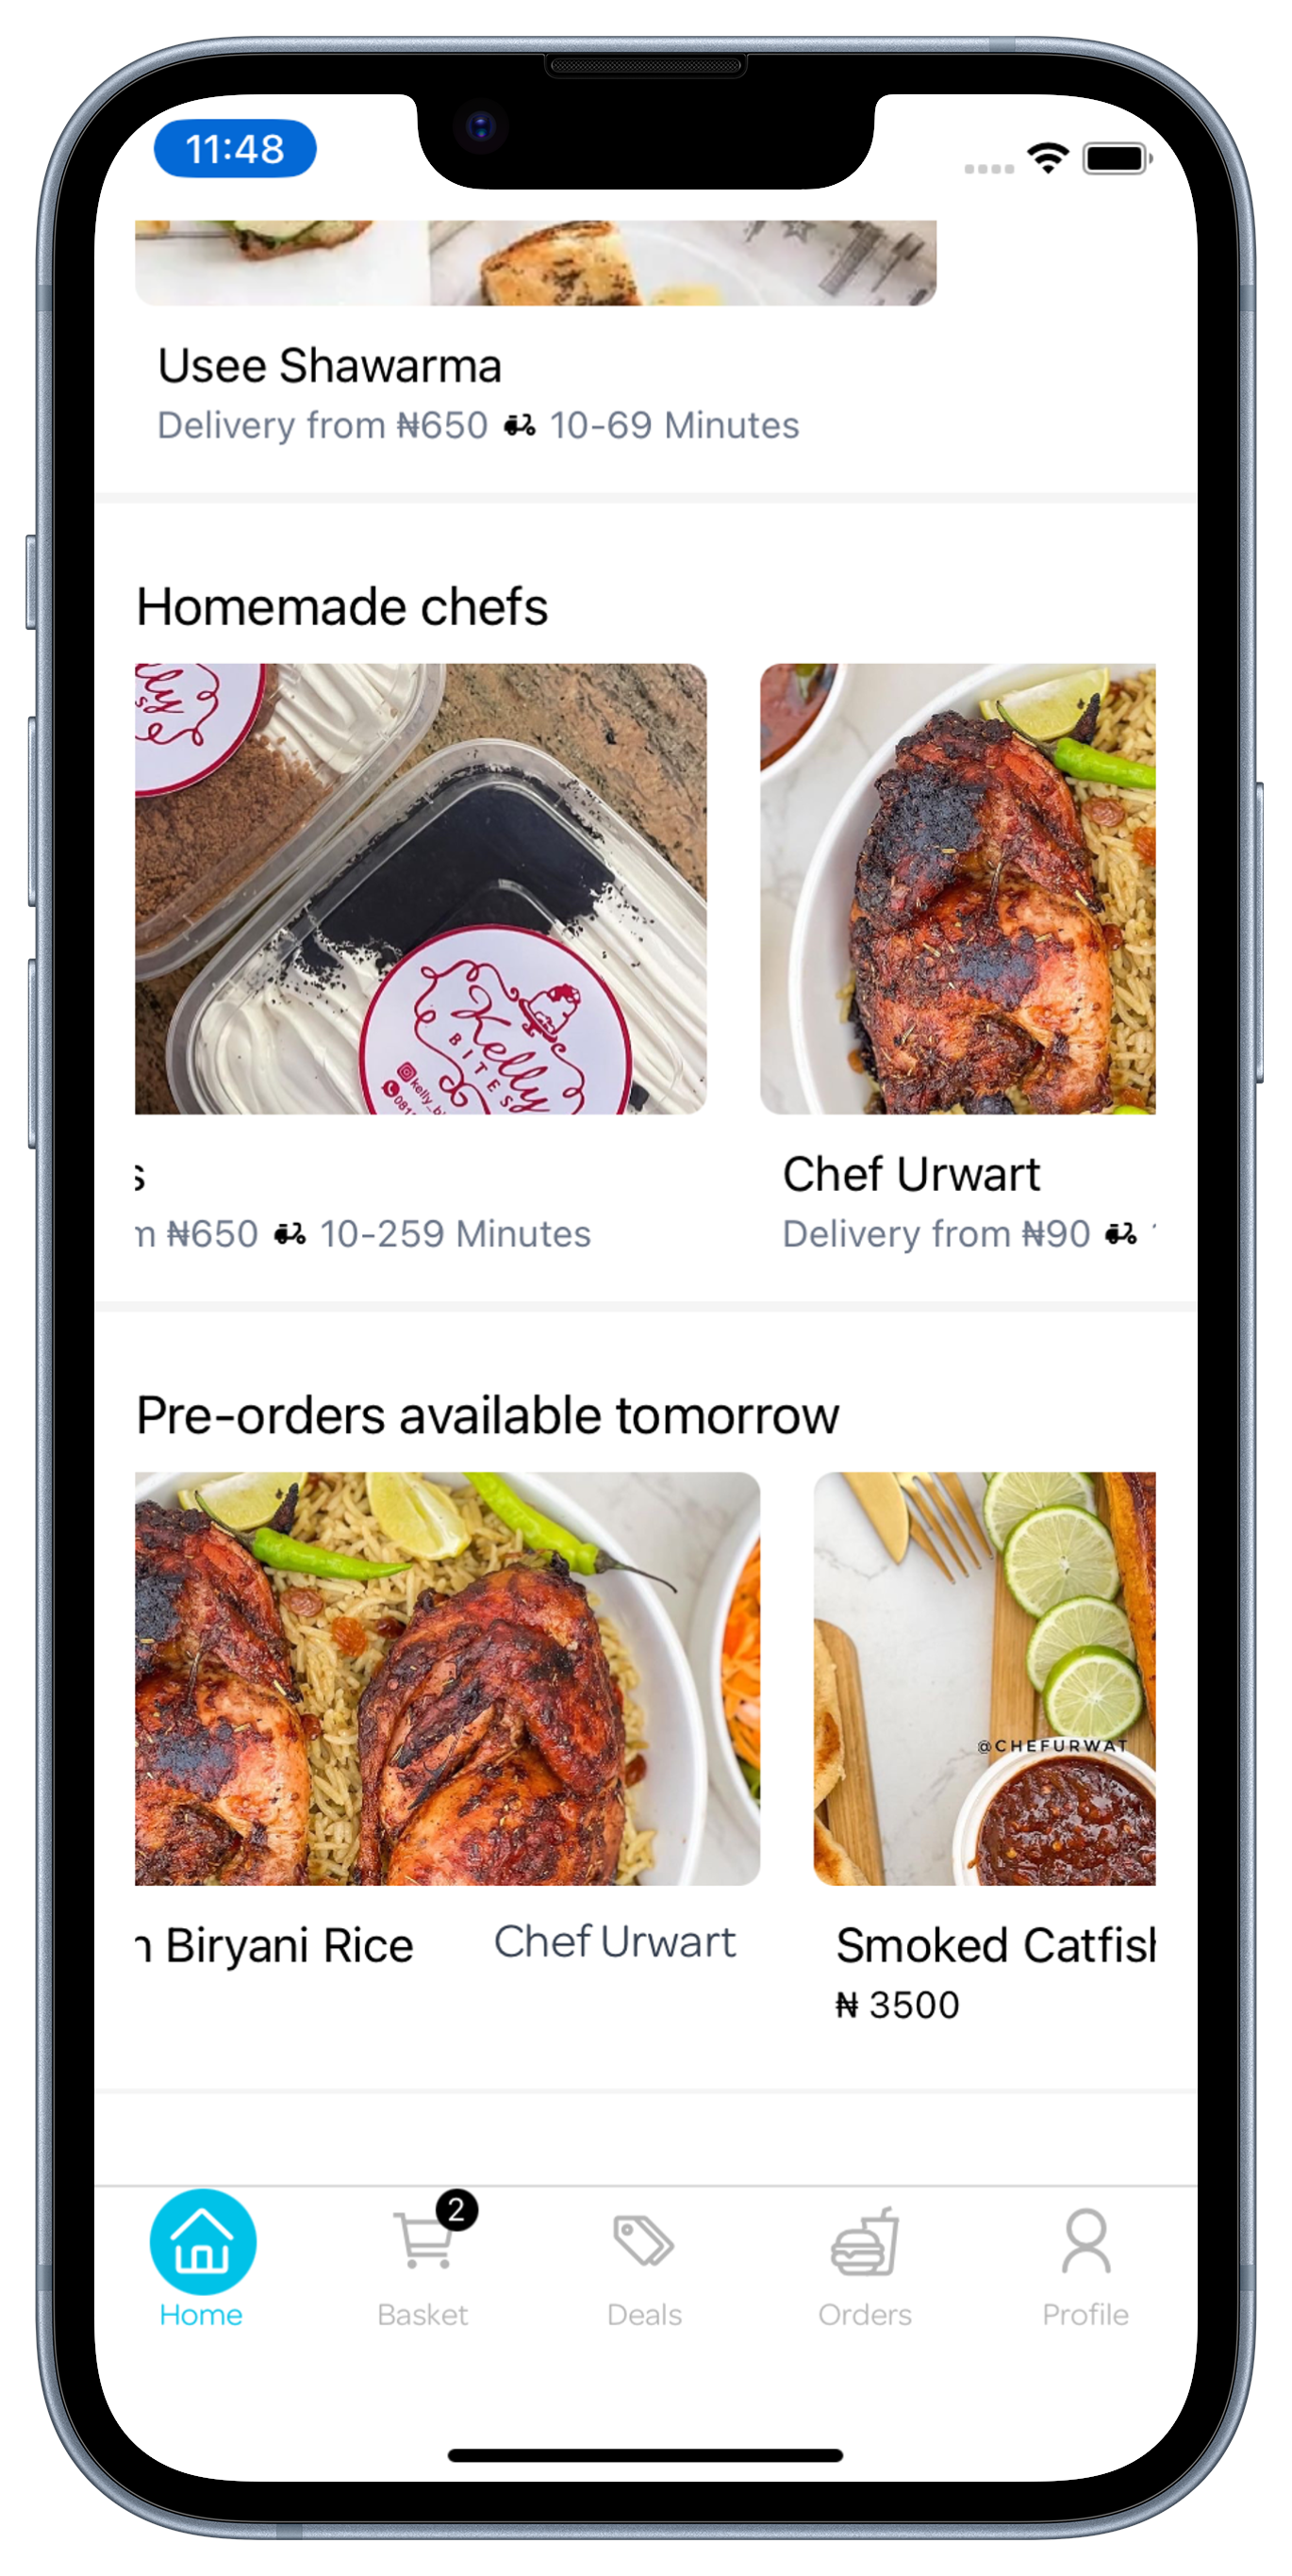 11:48
Usee Shawarma
Delivery from ₦650 10-69 Minutes
Homemade chefs
Kelly
BITES
s
m ₦650 10-259 Minutes
Chef Urwart
Delivery from ₦90
Pre-orders available tomorrow
@CHEFURWAT
n Biryani Rice
Chef Urwart
Smoked Catfish
₦ 3500
2
Home
Basket
Deals
Orders
Profile